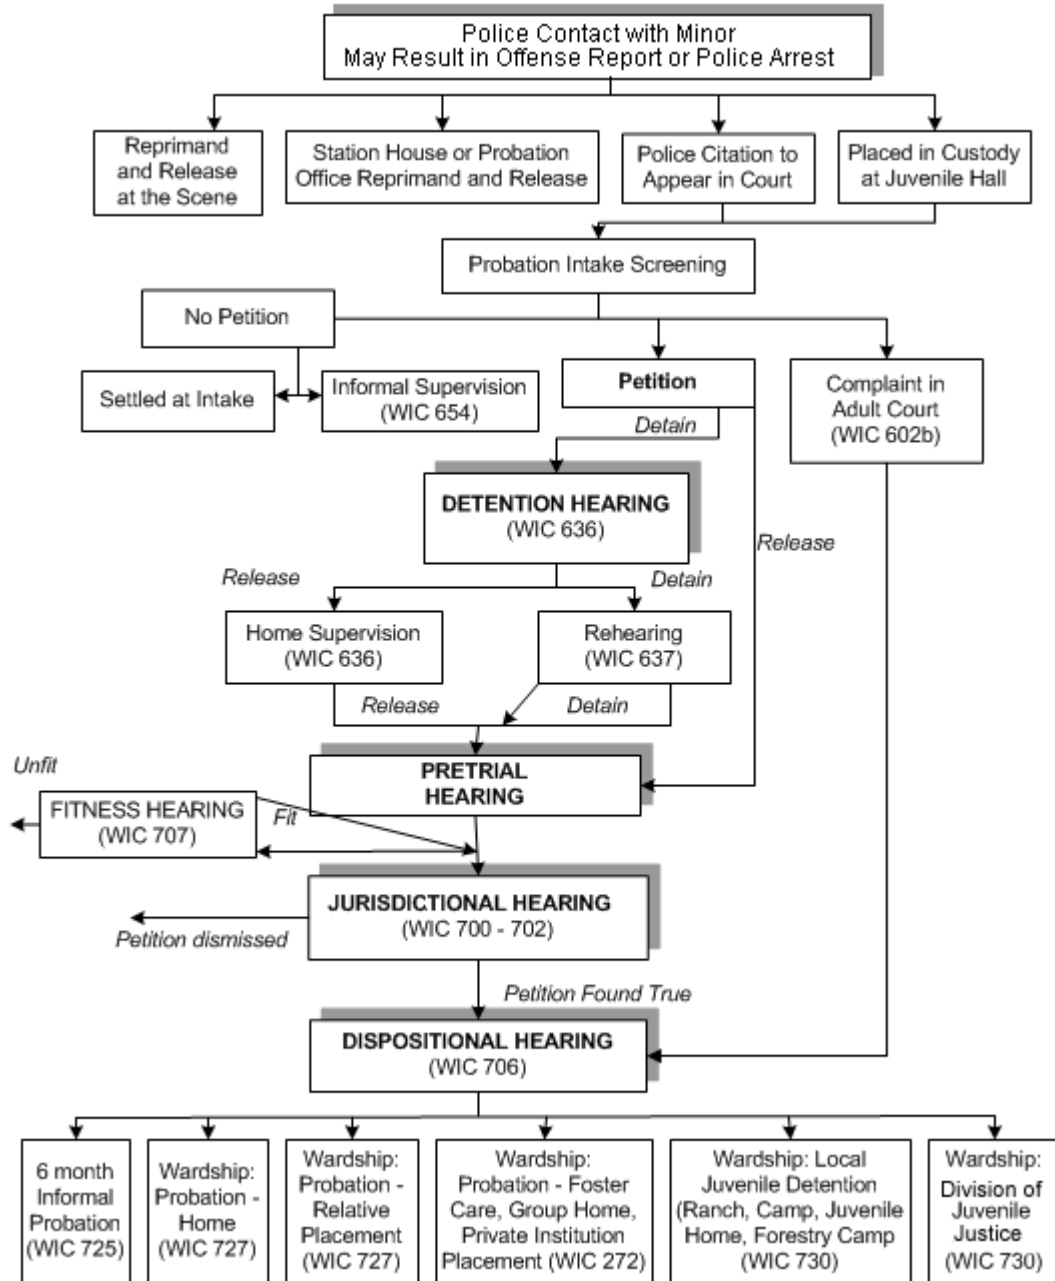 Police Contact with Minor
May Result in Offense Report or Police Arrest
Reprimand
and Release
at the Scene
Station House or Probation
Office Reprimand and Release
Police Citation to
Appear in Court
Placed in Custody
at Juvenile Hall
Probation Intake Screening
No Petition
Settled at Intake
Informal Supervision
(WIC 654)
Petition
Complaint in
Adult Court
(WIC 602b)
Detain
DETENTION HEARING
(WIC 636)
Release
Release
Detain
Home Supervision
(WIC 636)
Rehearing
(WIC 637)
Release
Detain
PRETRIAL
HEARING
Unfit
FITNESS HEARING
(WIC 707)
Fit
JURISDICTIONAL HEARING
(WIC 700 - 702)
Petition dismissed
Petition Found True
DISPOSITIONAL HEARING
(WIC 706)
6 month
Informal
Probation
(WIC 725)
Wardship:
Probation -
Home
(WIC 727)
Wardship:
Probation -
Relative
Placement
(WIC 727)
Wardship:
Probation - Foster
Care, Group Home,
Private Institution
Placement (WIC 272)
Wardship: Local
Juvenile Detention
(Ranch, Camp, Juvenile
Home, Forestry Camp
(WIC 730)
Wardship:
Division of
Juvenile
Justice
(WIC 730)